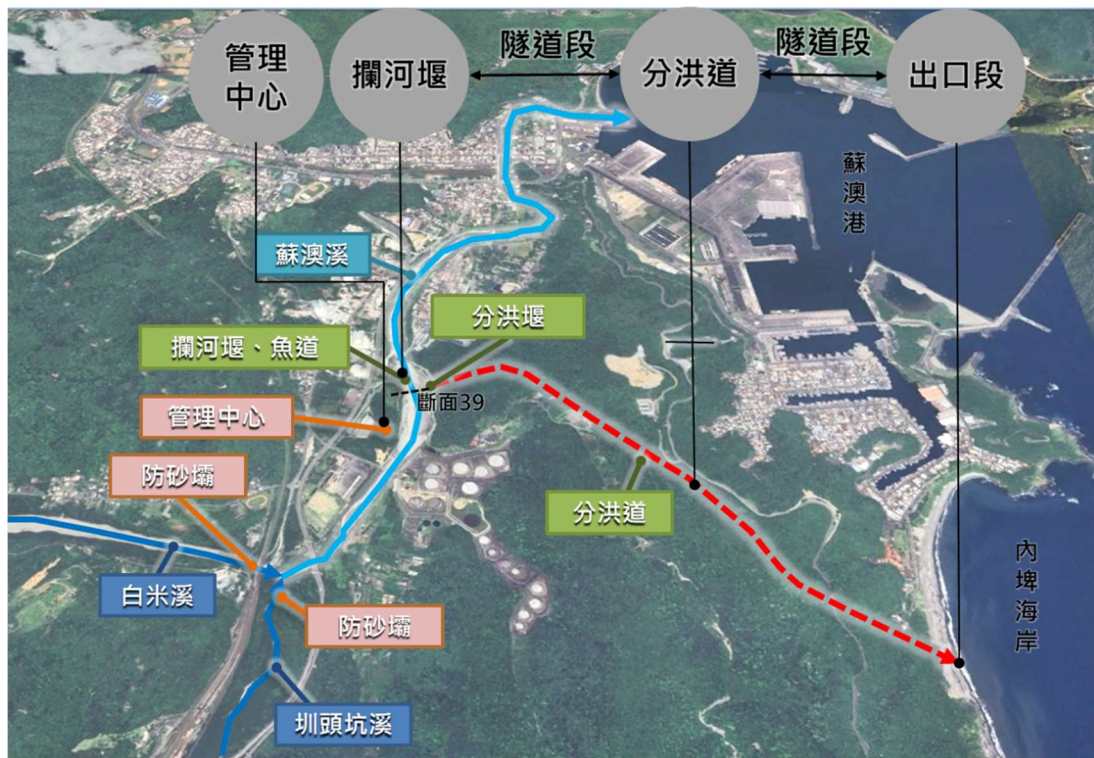 管理
中心
攔河堰
隧道段
分洪道
隧道段
出口段
蘇
澳
港
蘇澳溪
分洪堰
攔河堰、魚道
斷面39
管理中心
防砂壩
分洪道
白米溪
防砂壩
圳頭坑溪
內
埤
海
岸